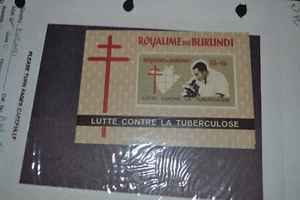 ROYAUME DU BURUNDI
ROYAUME DU BURUNDI
LUTTE CONTRE LA TUBERCULOSE
LUTTE CONTRE LA TUBERCULOSE
PLEASE TURN PAGES CAREFULLY